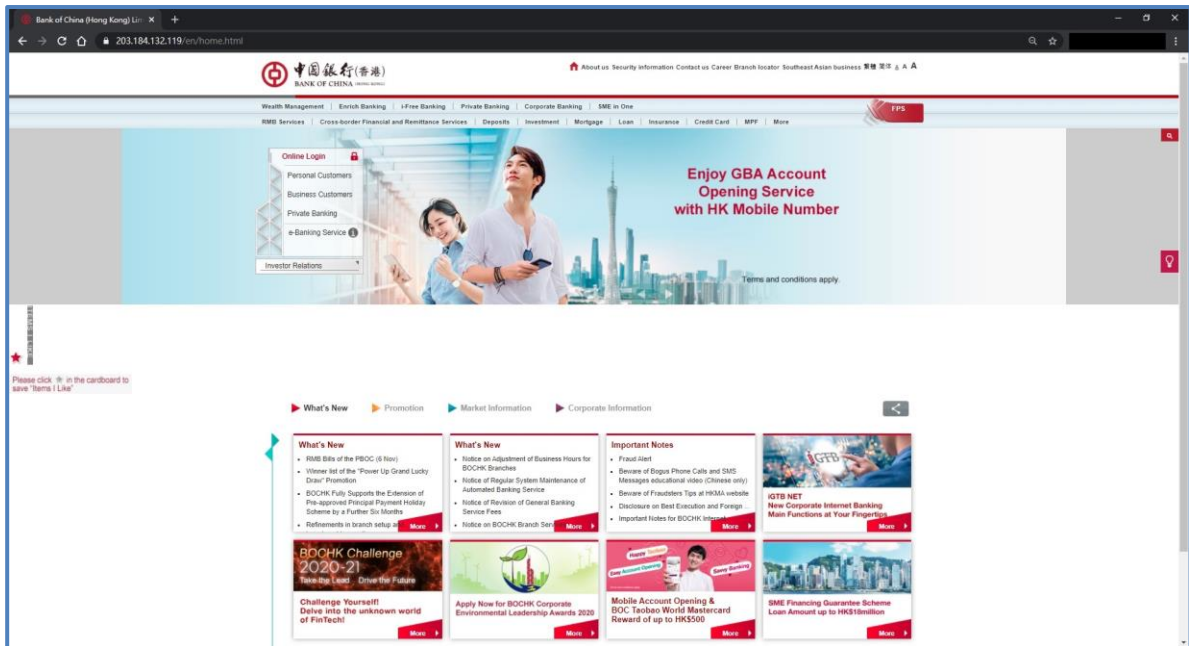 Bank of China (Hong Kong) Lim
203.184.132.119/en/home.html
中國銀行(香港)
BANK OF CHINA (HONG KONG)
About us Security information Contact us Career Branch locator Southeast Asian business 繁體 简体 A A A
Wealth Management | Enrich Banking | i-Free Banking | Private Banking | Corporate Banking | SME in One
FPS
RMB Services | Cross-border Financial and Remittance Services | Deposits | Investment | Mortgage | Loan | Insurance | Credit Card | MPF | More
Online Login
Personal Customers
Business Customers
Private Banking
e-Banking Service
Investor Relations
Enjoy GBA Account
Opening Service
with HK Mobile Number
Terms and conditions apply.
Please click in the cardboard to
save "Items I Like"
What's New
Promotion
Market Information
Corporate Information
What's New
RMB Bills of the PBOC (6 Nov)
Winner list of the "Power Up Grand Lucky
Draw" Promotion
BOCHK Fully Supports the Extension of
Pre-approved Principal Payment Holiday
Scheme by a Further Six Months
Refinements in branch setup
More
What's New
Notice on Adjustment of Business Hours for
BOCHK Branches
Notice of Regular System Maintenance of
Automated Banking Service
Notice of Revision of General Banking
Service Fees
Notice on BOCHK Branch
More
Important Notes
Fraud Alert
Beware of Bogus Phone Calls and SMS
Messages educational video (Chinese only)
Beware of Fraudsters Tips at HKMA website
Disclosure on Best Execution and Foreign ...
Important Notes for BOCHK
More
iGTB
iGTB NET
New Corporate Internet Banking
Main Functions at Your Fingertips
More
BOCHK Challenge
2020-21
Take the Lead Drive the Future
Challenge Yourself!
Delve into the unknown world
of FinTech!
More
Apply Now for BOCHK Corporate
Environmental Leadership Awards 2020
More
Happy Taobao
Easy Account Opening
Savvy Banking
Mobile Account Opening &
BOC Taobao World Mastercard
Reward of up to HK$500
More
SME Financing Guarantee Scheme
Loan Amount up to HK$18million
More